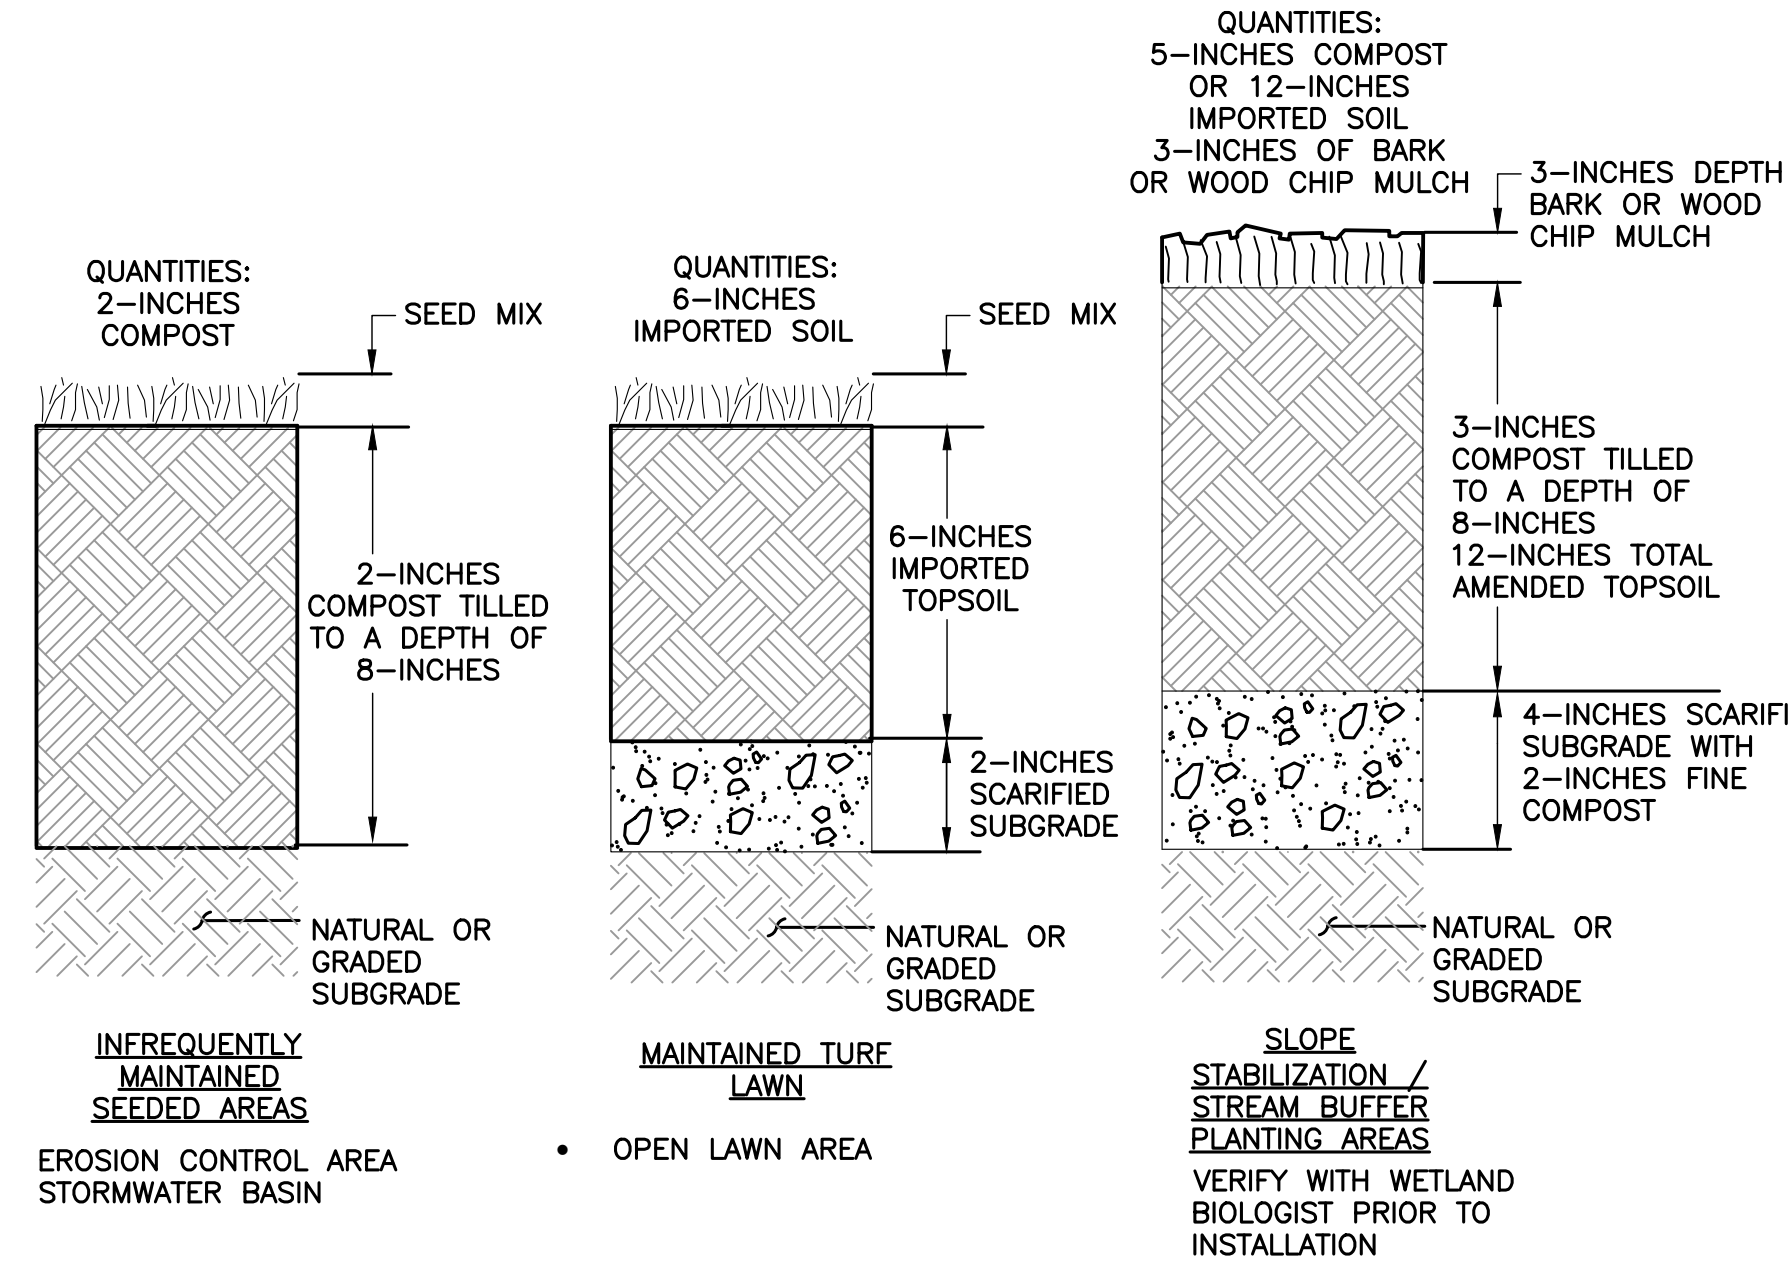 QUANTITIES:
2-INCHES
COMPOST
SEED MIX
2-INCHES
COMPOST TILLED
TO A DEPTH OF
8-INCHES
NATURAL OR
GRADED
SUBGRADE
INFREQUENTLY
MAINTAINED
SEEDED AREAS
EROSION CONTROL AREA
STORMWATER BASIN
QUANTITIES:
6-INCHES
IMPORTED SOIL
SEED MIX
6-INCHES
IMPORTED
TOPSOIL
2-INCHES
SCARIFIED
SUBGRADE
NATURAL OR
GRADED
SUBGRADE
MAINTAINED TURF
LAWN
• OPEN LAWN AREA
QUANTITIES:
5-INCHES COMPOST
OR 12-INCHES
IMPORTED SOIL
3-INCHES OF BARK
OR WOOD CHIP MULCH
3-INCHES DEPTH
BARK OR WOOD
CHIP MULCH
3-INCHES
COMPOST TILLED
TO A DEPTH OF
8-INCHES
12-INCHES TOTAL
AMENDED TOPSOIL
4-INCHES SCARIFI
SUBGRADE WITH
2-INCHES FINE
COMPOST
NATURAL OR
GRADED
SUBGRADE
SLOPE
STABILIZATION /
STREAM BUFFER
PLANTING AREAS
VERIFY WITH WETLAND
BIOLOGIST PRIOR TO
INSTALLATION